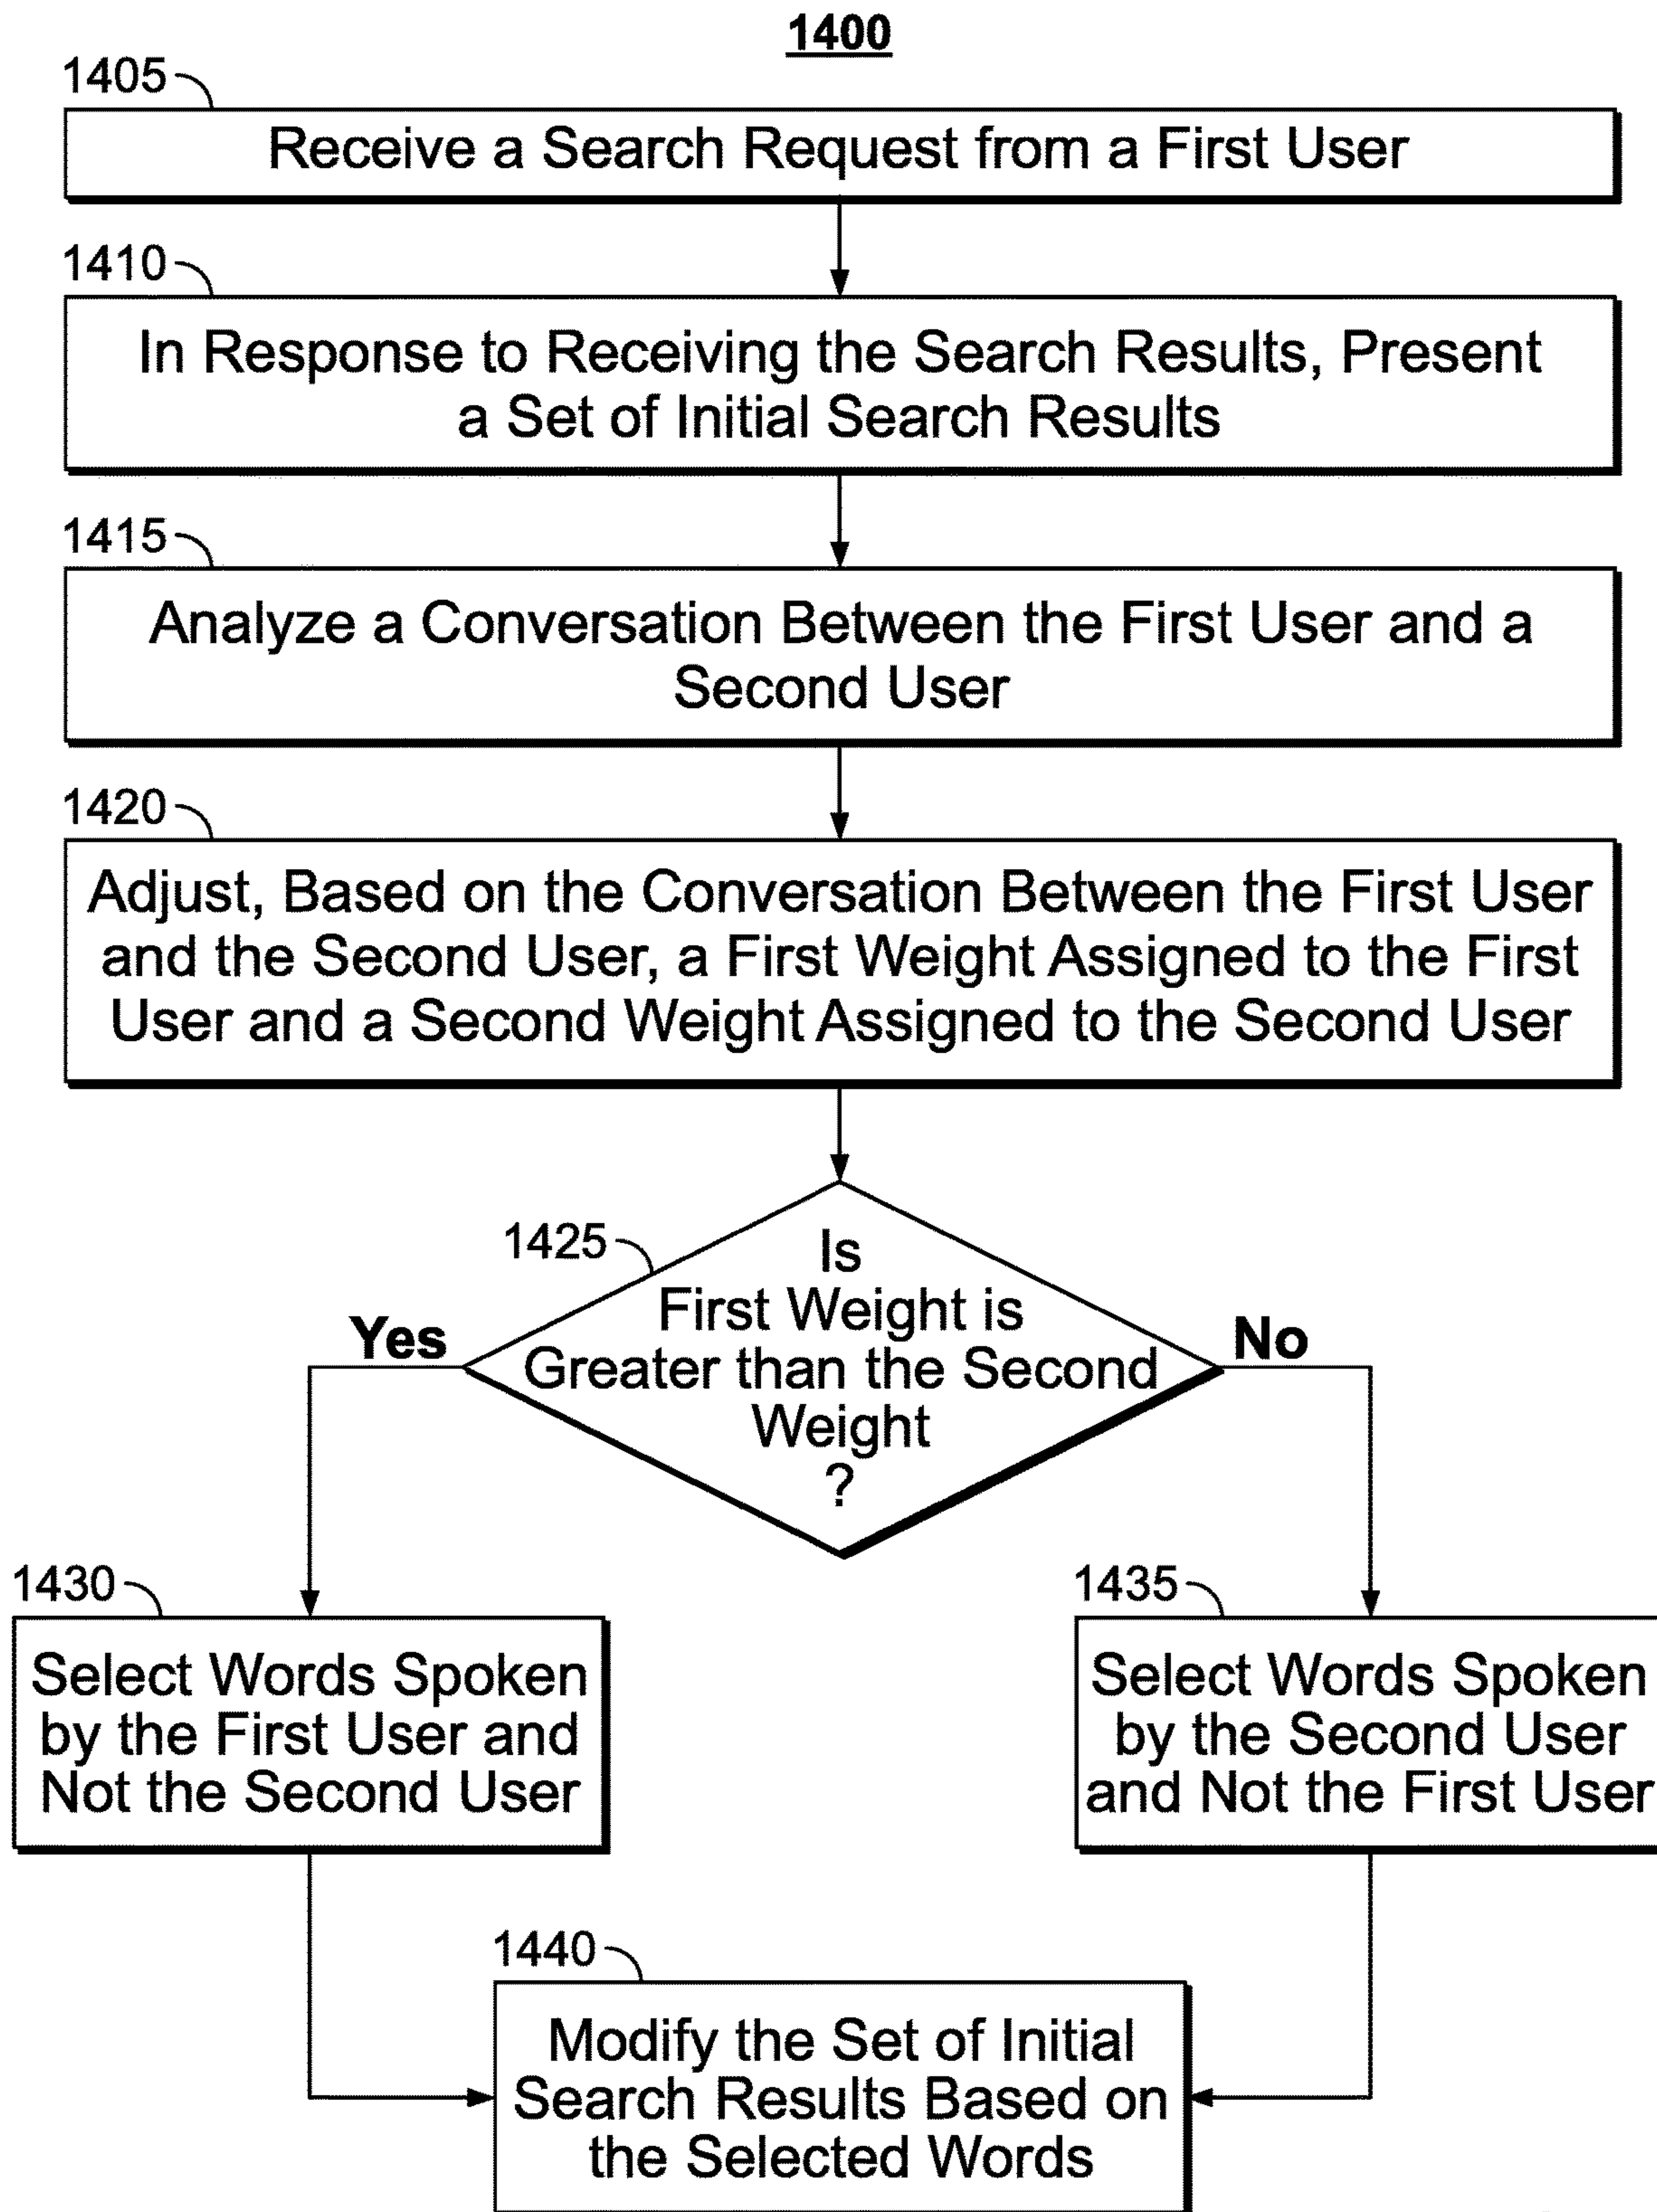 1400
1405
Receive a Search Request from a First User
1410
In Response to Receiving the Search Results, Present
a Set of Initial Search Results
1415
Analyze a Conversation Between the First User and a
Second User
1420
Adjust, Based on the Conversation Between the First User
and the Second User, a First Weight Assigned to the First
User and a Second Weight Assigned to the Second User
1425
Is
First Weight is
Greater than the Second
Weight
?
Yes
No
1430
Select Words Spoken
by the First User and
Not the Second User
1435
Select Words Spoken
by the Second User
and Not the First User
1440
Modify the Set of Initial
Search Results Based on
the Selected Words